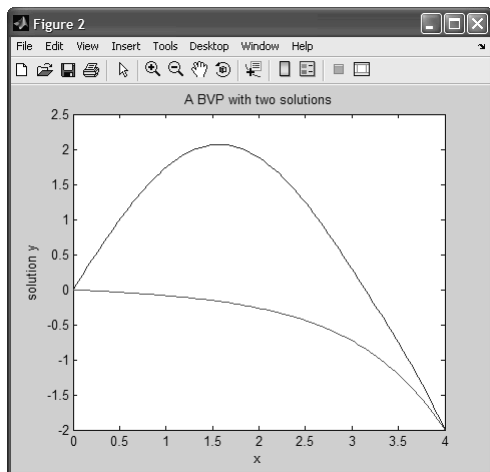 Figure 2
File Edit View Insert Tools Desktop Window Help
A BVP with two solutions
2.5
2
1.5
1
0.5
0
-0.5
-1
-1.5
-2
solution y
0 0.5 1 1.5 2 2.5 3 3.5 4
x